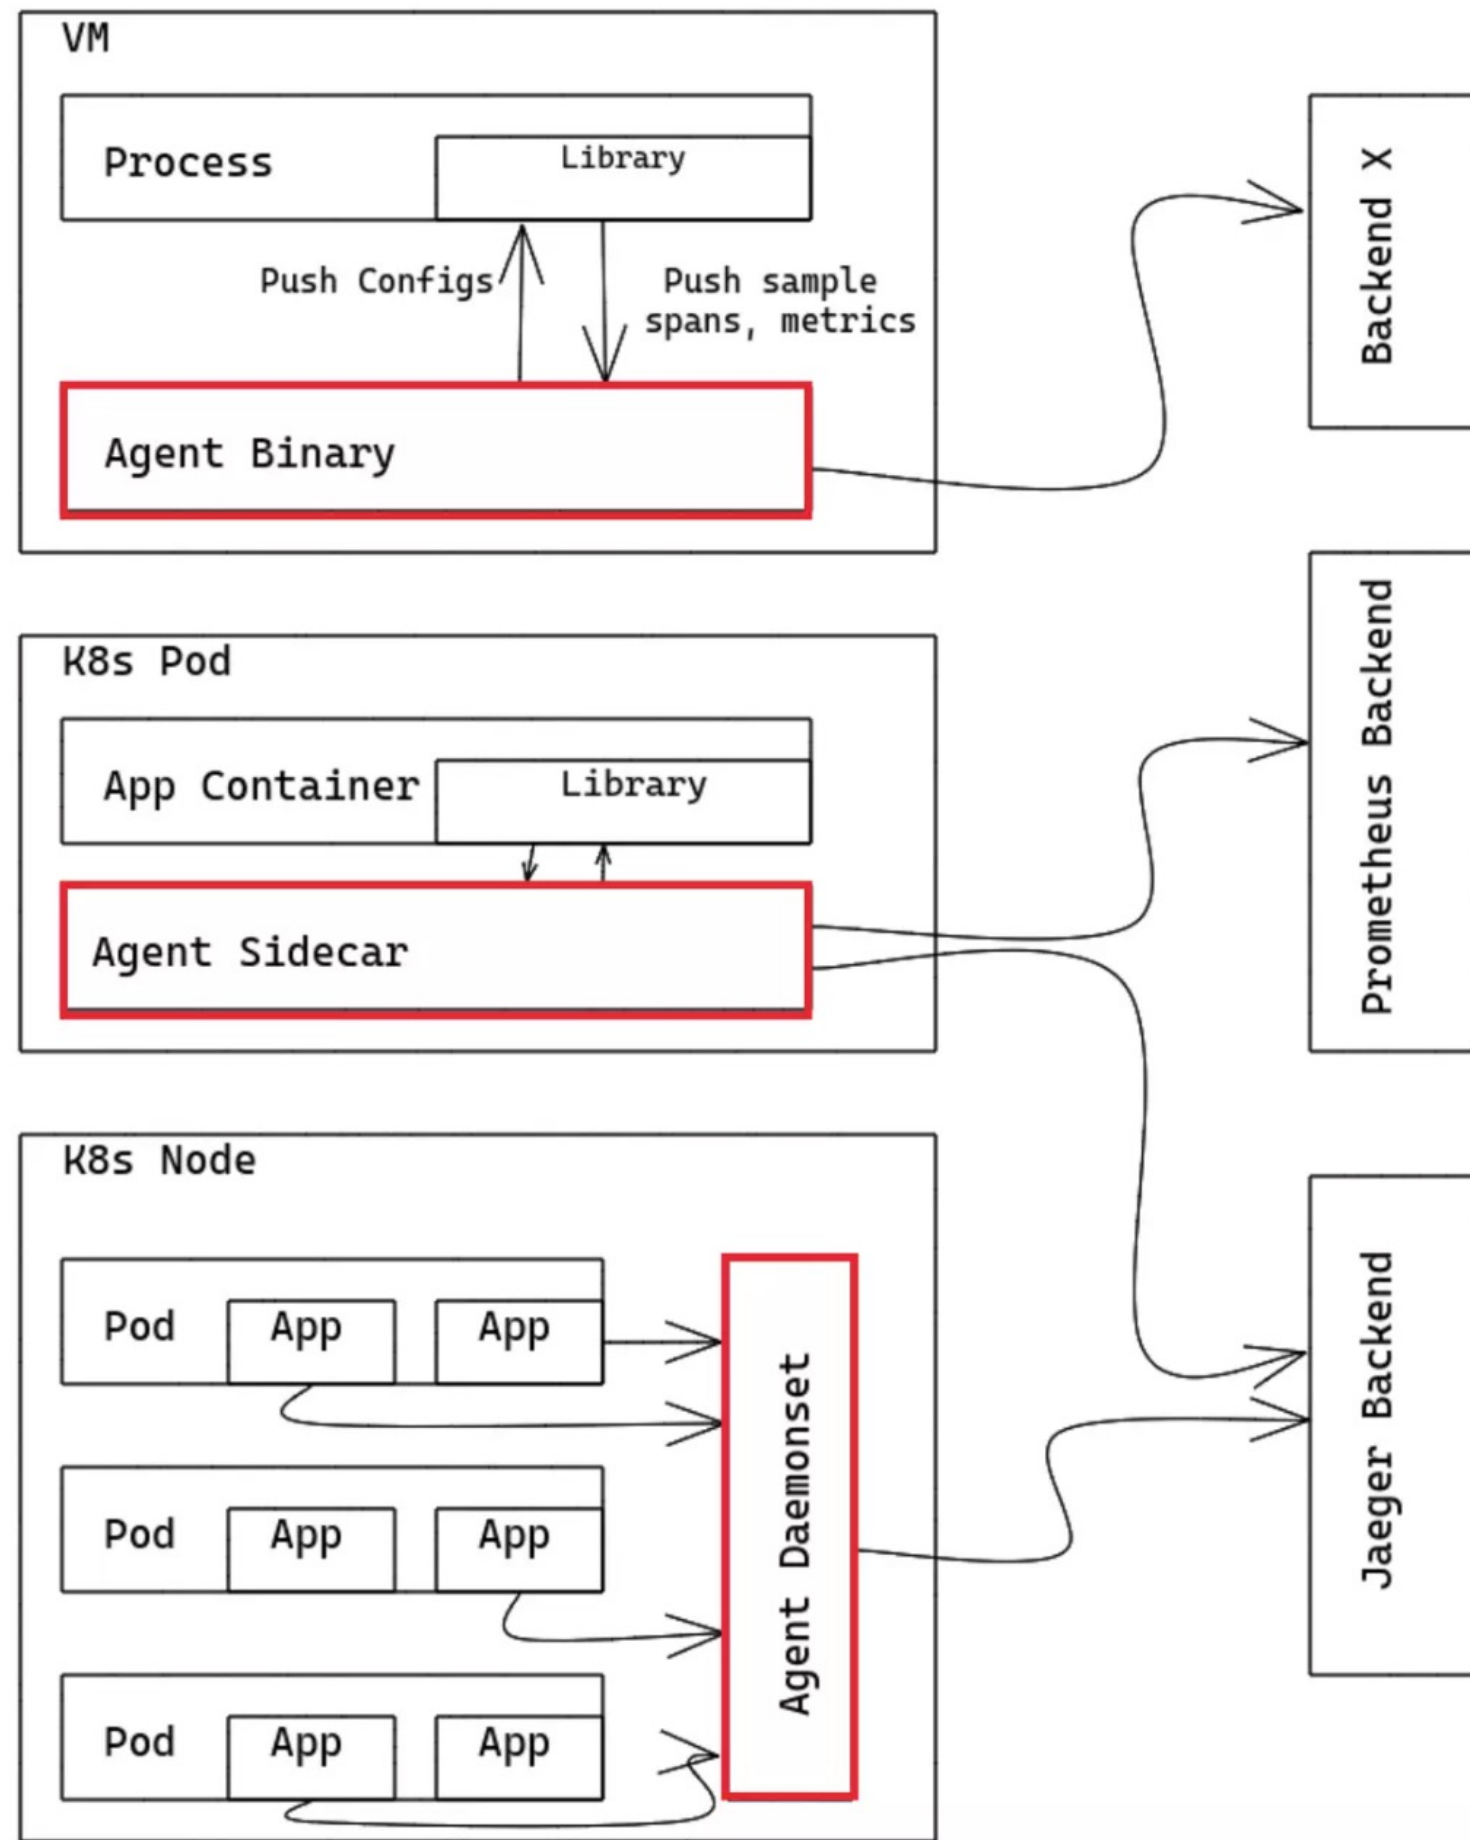 VM
Process
Library
Push Configs
Push sample
spans, metrics
Agent Binary
Backend X
K8s Pod
App Container
Library
Agent Sidecar
Prometheus Backend
K8s Node
Pod
App
App
Pod
App
App
Pod
App
App
Agent Daemonset
Jaeger Backend